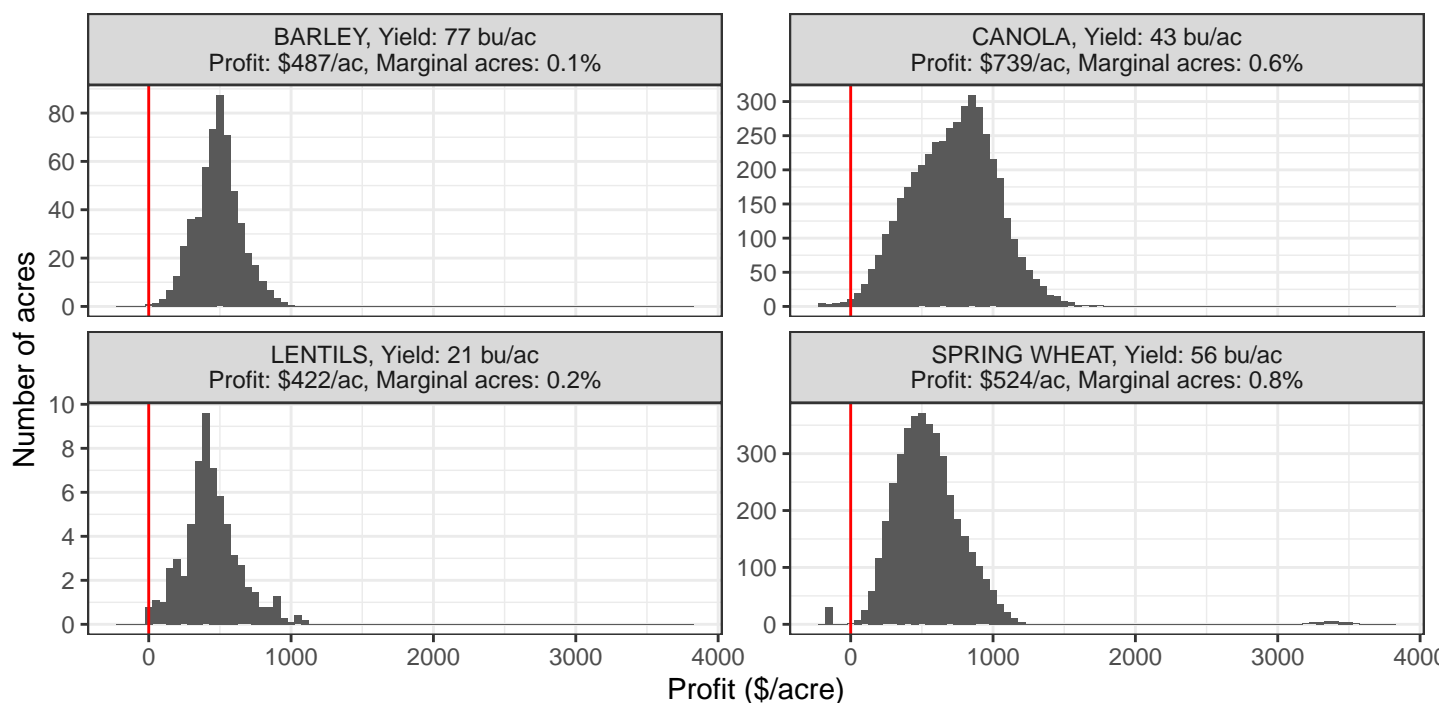 BARLEY, Yield: 77 bu/ac
Profit: $487/ac, Marginal acres: 0.1%
CANOLA, Yield: 43 bu/ac
Profit: $739/ac, Marginal acres: 0.6%
80
60
40
20
0
300
250
200
150
100
50
0
Number of acres
LENTILS, Yield: 21 bu/ac
Profit: $422/ac, Marginal acres: 0.2%
SPRING WHEAT, Yield: 56 bu/ac
Profit: $524/ac, Marginal acres: 0.8%
10
8
6
4
2
0
300
200
100
0
0 1000 2000 3000 4000
0 1000 2000 3000 4000
Profit ($/acre)